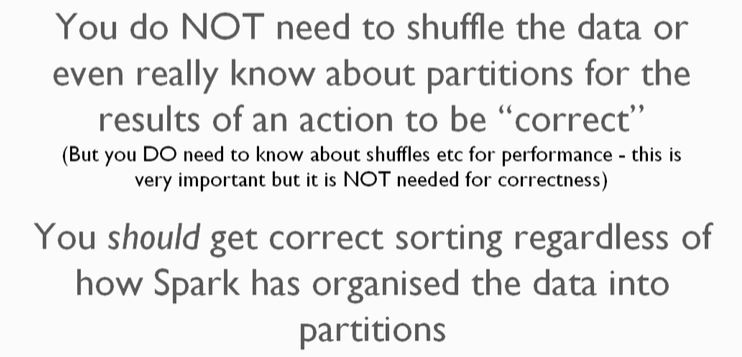 You do NOT need to shuffle the data or
even really know about partitions for the
results of an action to be “correct”
(But you DO need to know about shuffles etc for performance - this is
very important but it is NOT needed for correctness)
You should get correct sorting regardless of
how Spark has organised the data into
partitions